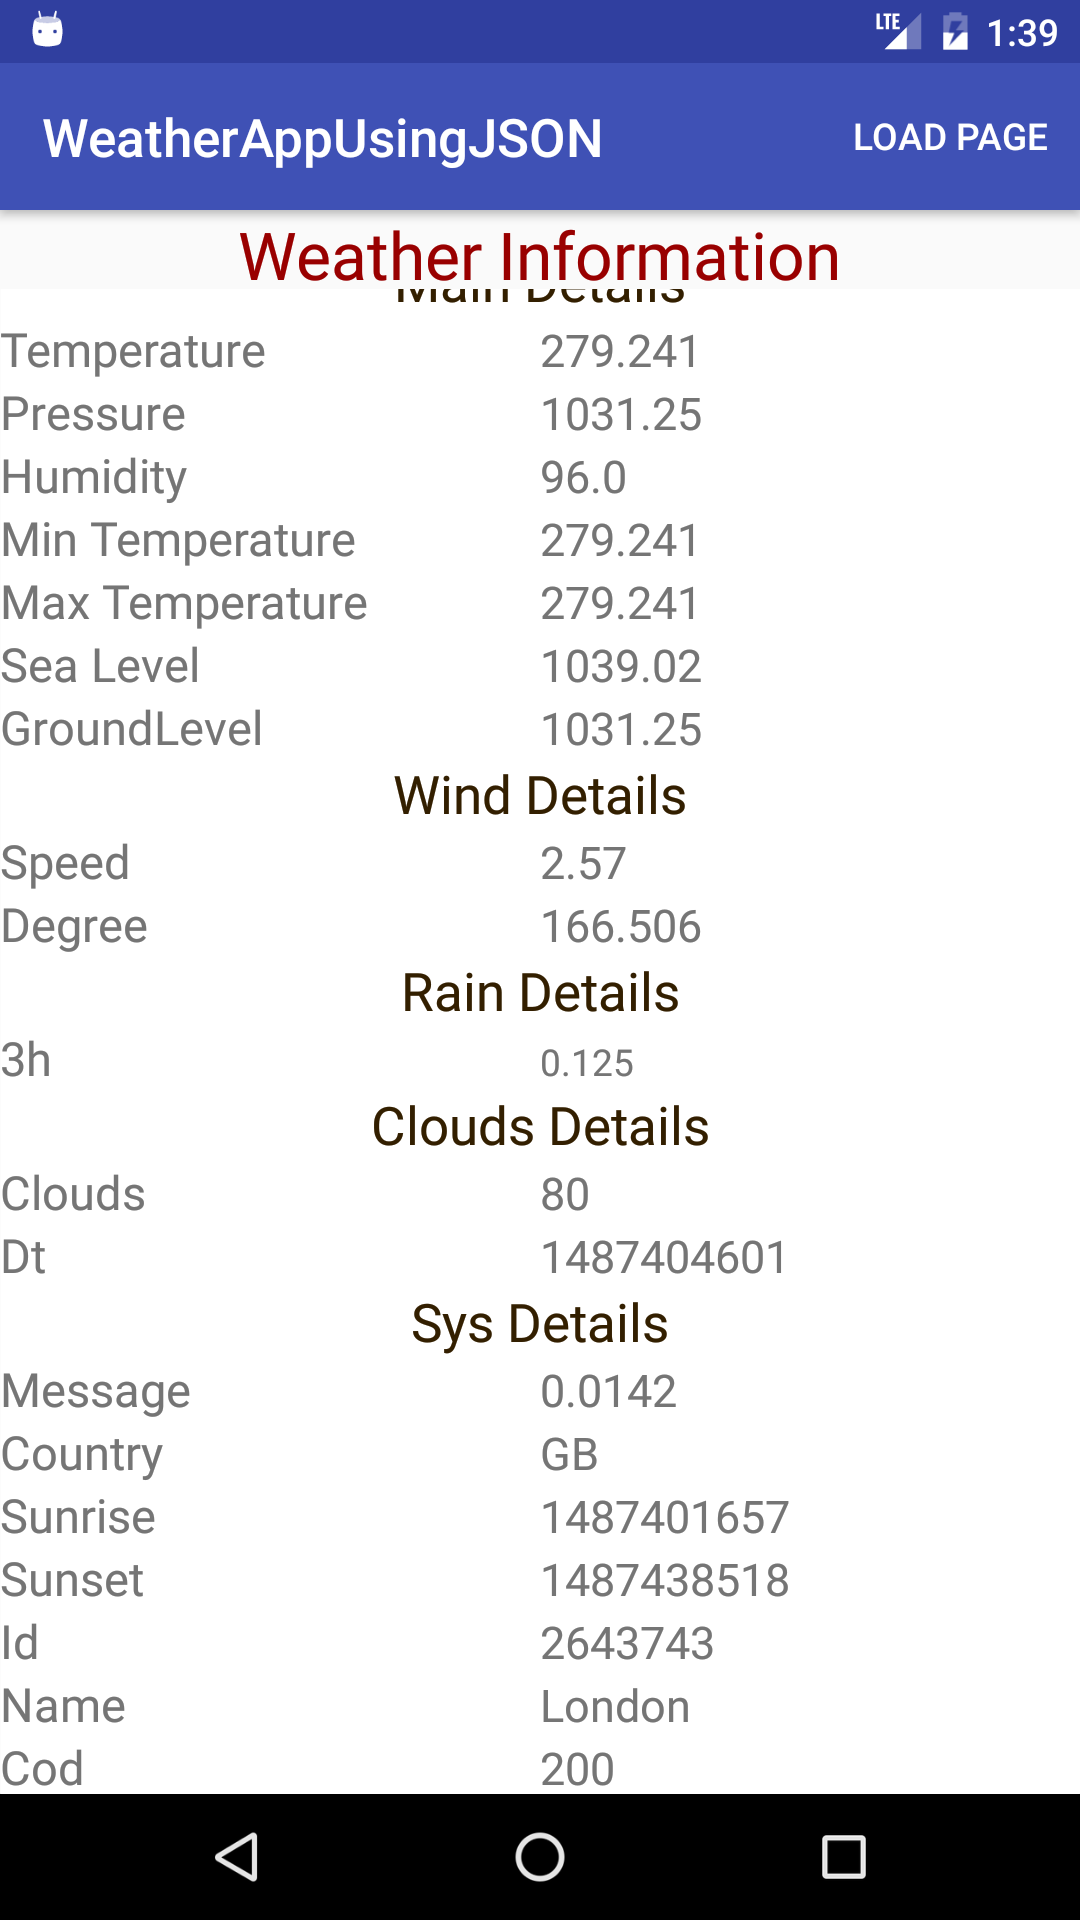 LTE 1:39
WeatherAppUsingJSON LOAD PAGE
Weather Information
Main Details
Temperature 279.241
Pressure 1031.25
Humidity 96.0
Min Temperature 279.241
Max Temperature 279.241
Sea Level 1039.02
GroundLevel 1031.25
Wind Details
Speed 2.57
Degree 166.506
Rain Details
3h 0.125
Clouds Details
Clouds 80
Dt 1487404601
Sys Details
Message 0.0142
Country GB
Sunrise 1487401657
Sunset 1487438518
Id 2643743
Name London
Cod 200